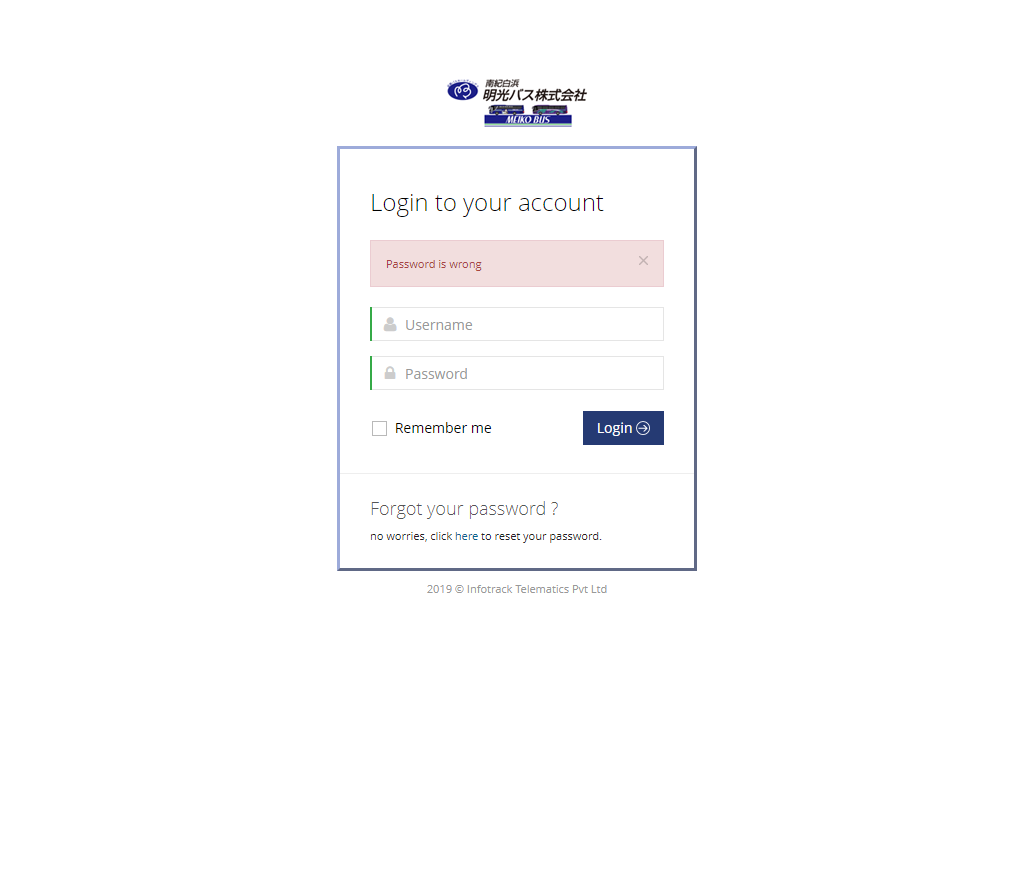 南紀白浜
明光バス株式会社
MEIKO BUS
Login to your account
Password is wrong
Username
Password
Remember me
Login
Forgot your password ?
no worries, click here to reset your password.
2019 © Infotrack Telematics Pvt Ltd